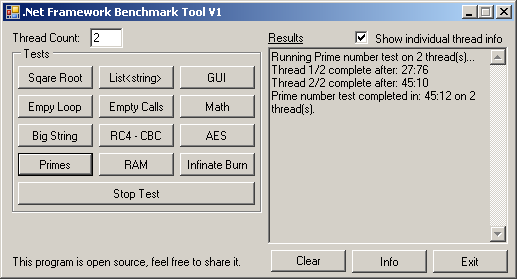 .Net Framework Benchmark Tool V1
Thread Count: 2
Results
Show individual thread info
Tests
Sqare Root
List<string>
GUI
Empy Loop
Empty Calls
Math
Big String
RC4 - CBC
AES
Primes
RAM
Infinate Burn
Stop Test
Running Prime number test on 2 thread(s)...
Thread 1/2 complete after: 27:76
Thread 2/2 complete after: 45:10
Prime number test completed in: 45:12 on 2
thread(s).
This program is open source, feel free to share it.
Clear
Info
Exit